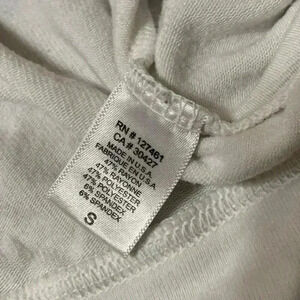 RN # 127461
CA # 30427
MADE IN U.S.A.
FABRIQUE EN U.S.A
47% RAYON
47% RAYONNE
47% POLYESTER
47% POLYESTER
6% SPANDEX
6% SPANDEX
S